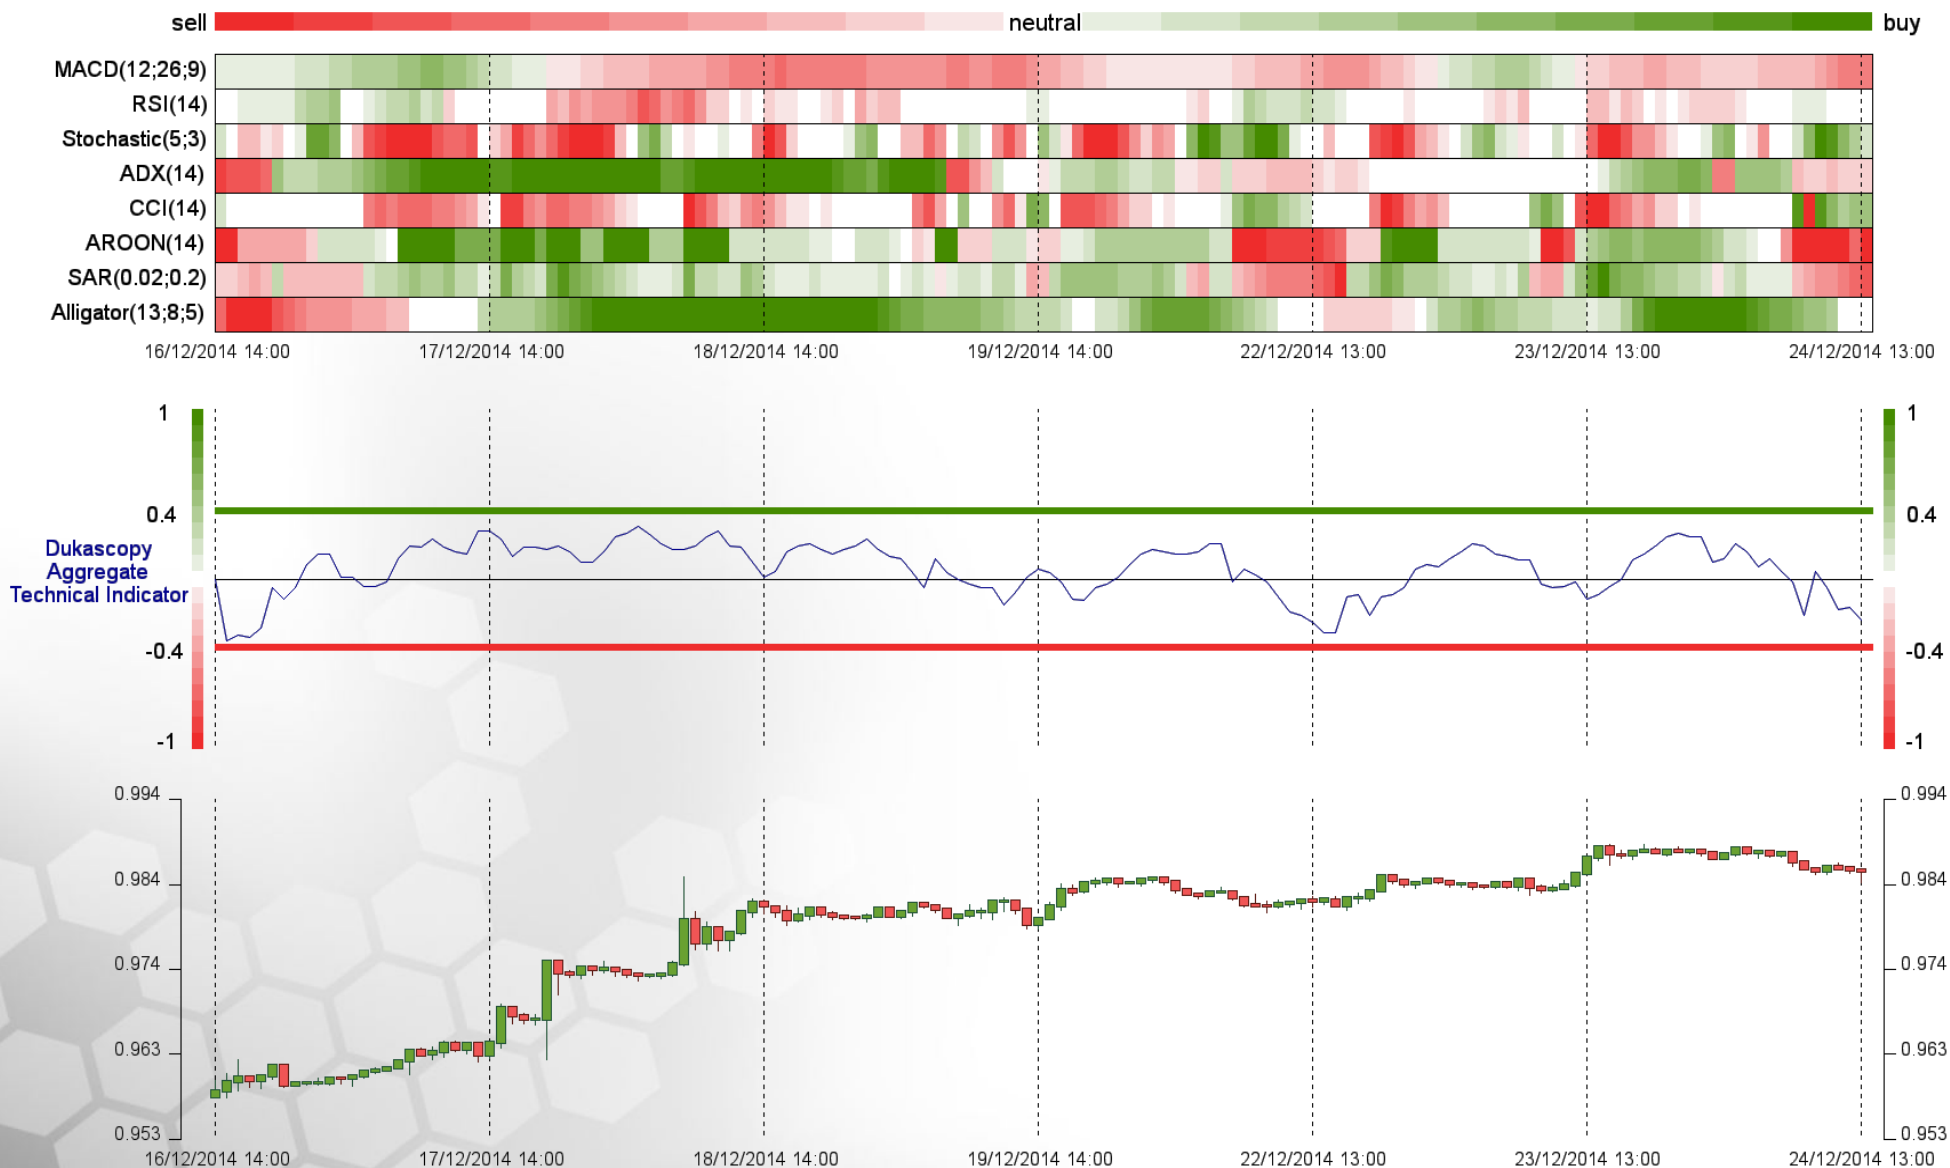 sell neutral buy
MACD(12;26;9)
RSI(14)
Stochastic(5;3)
ADX(14)
CCI(14)
AROON(14)
SAR(0.02;0.2)
Alligator(13;8;5)
16/12/2014 14:00 17/12/2014 14:00 18/12/2014 14:00 19/12/2014 14:00 22/12/2014 13:00 23/12/2014 13:00 24/12/2014 13:00
1 1
0.4 0.4
Dukascopy
Aggregate
Technical Indicator
-0.4 -0.4
-1 -1
0.994 0.994
0.984 0.984
0.974 0.974
0.963 0.963
0.953 0.953
16/12/2014 14:00 17/12/2014 14:00 18/12/2014 14:00 19/12/2014 14:00 22/12/2014 13:00 23/12/2014 13:00 24/12/2014 13:00